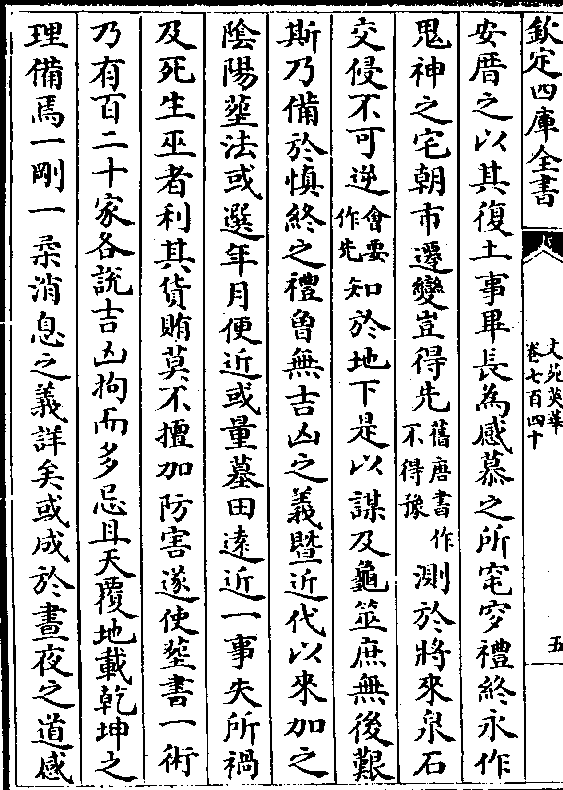 欽定四庫全書
文苑英華
卷七百四十
五
安厝之以其復土事畢長為感慕之所窀穸禮終永作
鬼神之宅朝市遷變豈得先舊唐書作不得豫測於將來泉石
交侵不可逆會要作先知於地下是以謀及龜筮庶無後艱
斯乃備於慎終之禮魯無吉凶之義暨近代以來加之
陰陽塟法或選年月便近或量墓田逺近一事失所禍
及死生巫者利其貨賄莫不擅加防害遂使塟書一術
乃有百二十家各說吉凶拘而多忌且天覆地載乾坤之
理備焉一剛一柔消息之義詳矣或成於晝夜之道感